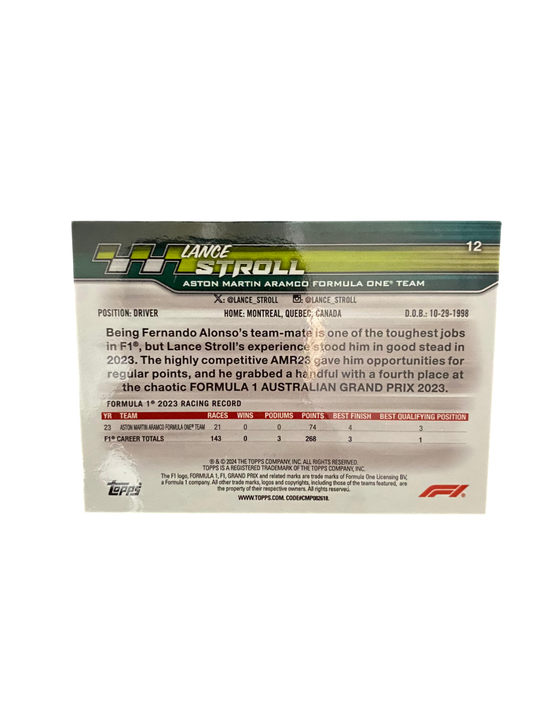 LANCE
STROLL
12
ASTON MARTIN ARAMCO FORMULA ONE® TEAM
X: @LANCE_STROLL @LANCE_STROLL
POSITION: DRIVER HOME: MONTREAL, QUEBEC, CANADA D.O.B.: 10-29-1998
Being Fernando Alonso's team-mate is one of the toughest jobs
in F1®, but Lance Stroll's experience stood him in good stead in
2023. The highly competitive AMR23 gave him opportunities for
regular points, and he grabbed a handful with a fourth place at
the chaotic FORMULA 1 AUSTRALIAN GRAND PRIX 2023.
FORMULA 1® 2023 RACING RECORD
YR TEAM RACES WINS PODIUMS POINTS BEST FINISH BEST QUALIFYING POSITION
23 ASTON MARTIN ARAMCO FORMULA ONE® TEAM 21 0 0 74 4 3
F1® CAREER TOTALS 143 0 3 268 3 1
® & © 2024 THE TOPPS COMPANY, INC. ALL RIGHTS RESERVED.
TOPPS IS A REGISTERED TRADEMARK OF THE TOPPS COMPANY, INC.
The F1 logo, FORMULA 1, F1, GRAND PRIX and related marks are trade marks of Formula One Licensing BV,
a Formula 1 company. All other trade marks, logos and copyrights, including those of the teams featured, are
the property of their respective owners. All rights reserved.
WWW.TOPPS.COM. CODE#CMP082618.
topps
F1®